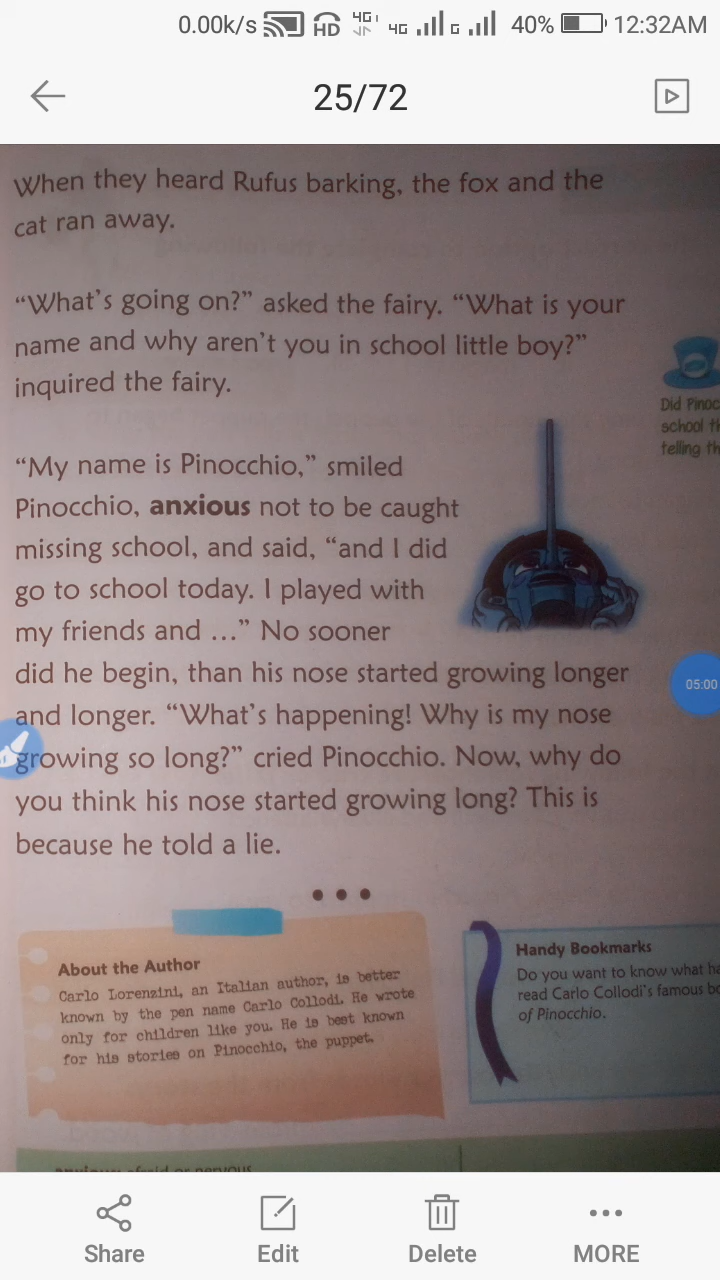 0.00k/s HD 4G 4G G 40% 12:32AM
25/72
When they heard Rufus barking, the fox and the
cat ran away.
“What's going on?” asked the fairy. “What is your
name and why aren't you in school little boy?”
inquired the fairy.
Did
school
telling
“My name is Pinocchio,” smiled
Pinocchio, anxious not to be caught
missing school, and said, “and I did
go to school today. I played with
my friends and ...” No sooner
did he begin, than his nose started growing longer
and longer. “What's happening! Why is my nose
growing so long?” cried Pinocchio. Now, why do
you think his nose started growing long? This is
because he told a lie.
05:00
About the Author
Carlo Lorenzini, an Italian author, is better
known by the pen name Carlo Collodi. He wrote
only for children like you. He is best known
for his stories on Pinocchio, the puppet.
Handy Bookmarks
Do you want to know what
read Carlo Collodi's famous
of Pinocchio.
Share Edit Delete MORE